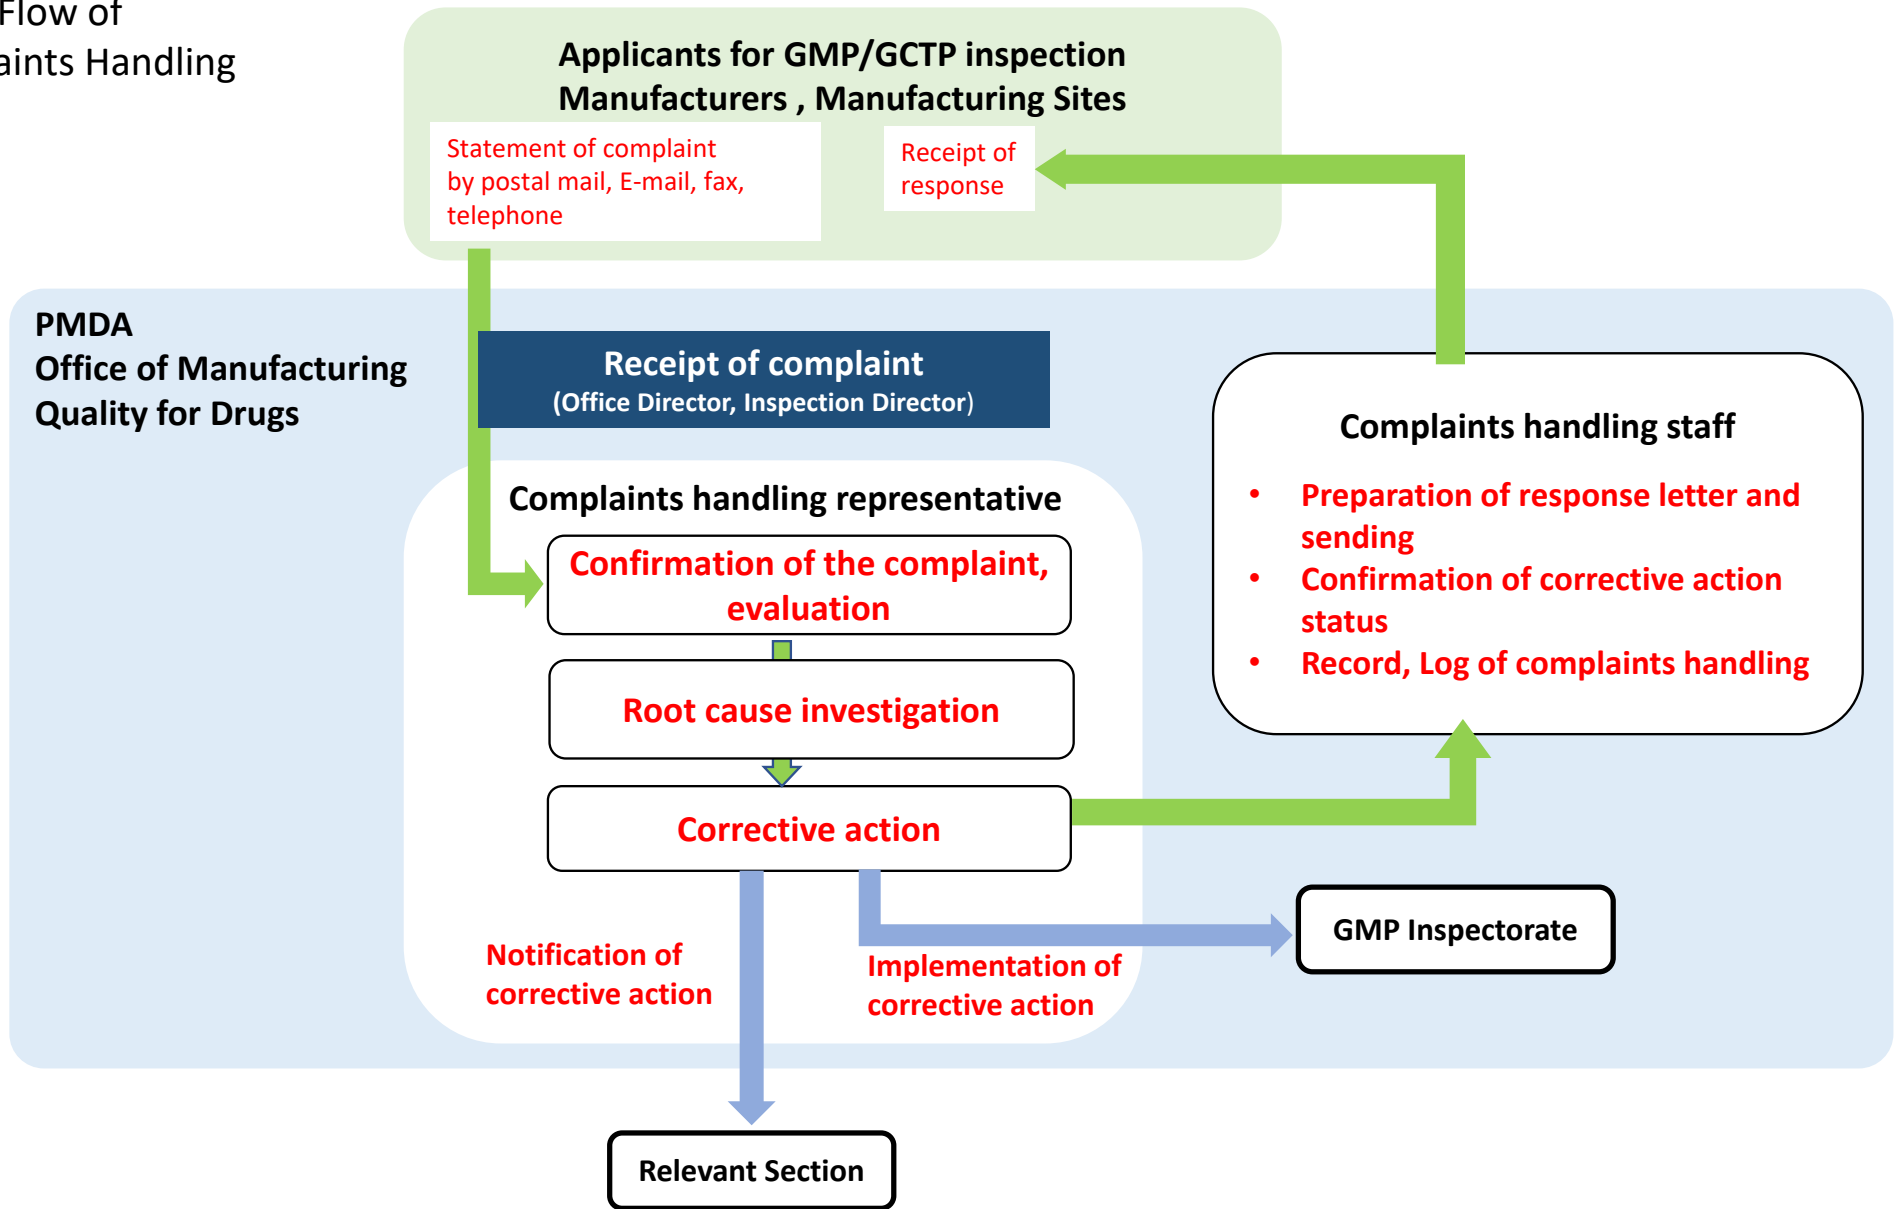 Flow of
aints Handling
Applicants for GMP/GCTP inspection
Manufacturers , Manufacturing Sites
Statement of complaint
by postal mail, E-mail, fax,
telephone
Receipt of
response
PMDA
Office of Manufacturing
Quality for Drugs
Receipt of complaint
(Office Director, Inspection Director)
Complaints handling representative
Confirmation of the complaint,
evaluation
Root cause investigation
Corrective action
Notification of
corrective action
Implementation of
corrective action
Complaints handling staff
• Preparation of response letter and
sending
• Confirmation of corrective action
status
• Record, Log of complaints handling
GMP Inspectorate
Relevant Section